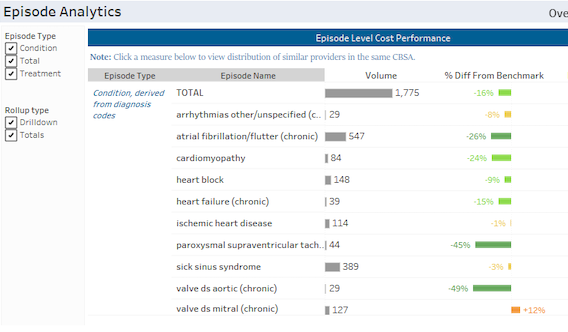 Episode Analytics
Ove
Episode Type
Condition
Total
Treatment
Rollup type
Drilldown
Totals
Episode Level Cost Performance
Note: Click a measure below to view distribution of similar providers in the same CBSA.
Episode Type Episode Name Volume % Diff From Benchmark
Condition, derived
from diagnosis
codes
TOTAL 1,775 -16%
arrhythmias other/unspecified (c.. 29 -8%
atrial fibrillation/flutter (chronic) 547 -26%
cardiomyopathy 84 -24%
heart block 148 -9%
heart failure (chronic) 39 -15%
ischemic heart disease 114 -1%
paroxysmal supraventricular tach.. 44 -45%
sick sinus syndrome 389 -3%
valve ds aortic (chronic) 29 -49%
valve ds mitral (chronic) 127 +12%